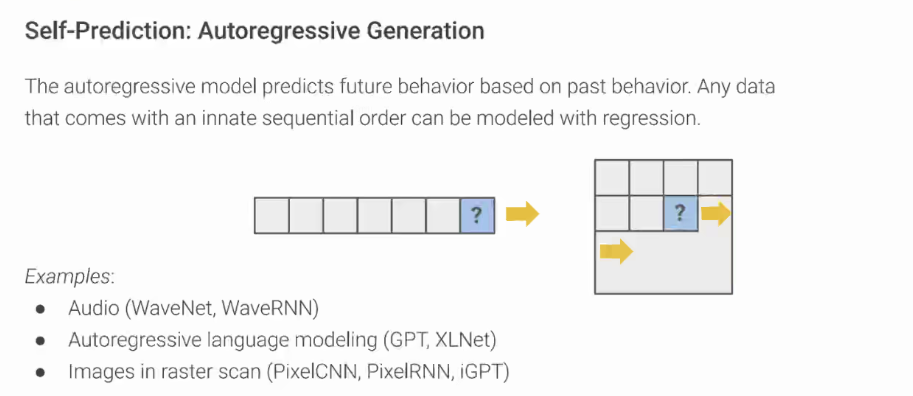 Self-Prediction: Autoregressive Generation
The autoregressive model predicts future behavior based on past behavior. Any data
that comes with an innate sequential order can be modeled with regression.
?
?
Examples:
● Audio (WaveNet, WaveRNN)
● Autoregressive language modeling (GPT, XLNet)
● Images in raster scan (PixelCNN, PixelRNN, iGPT)